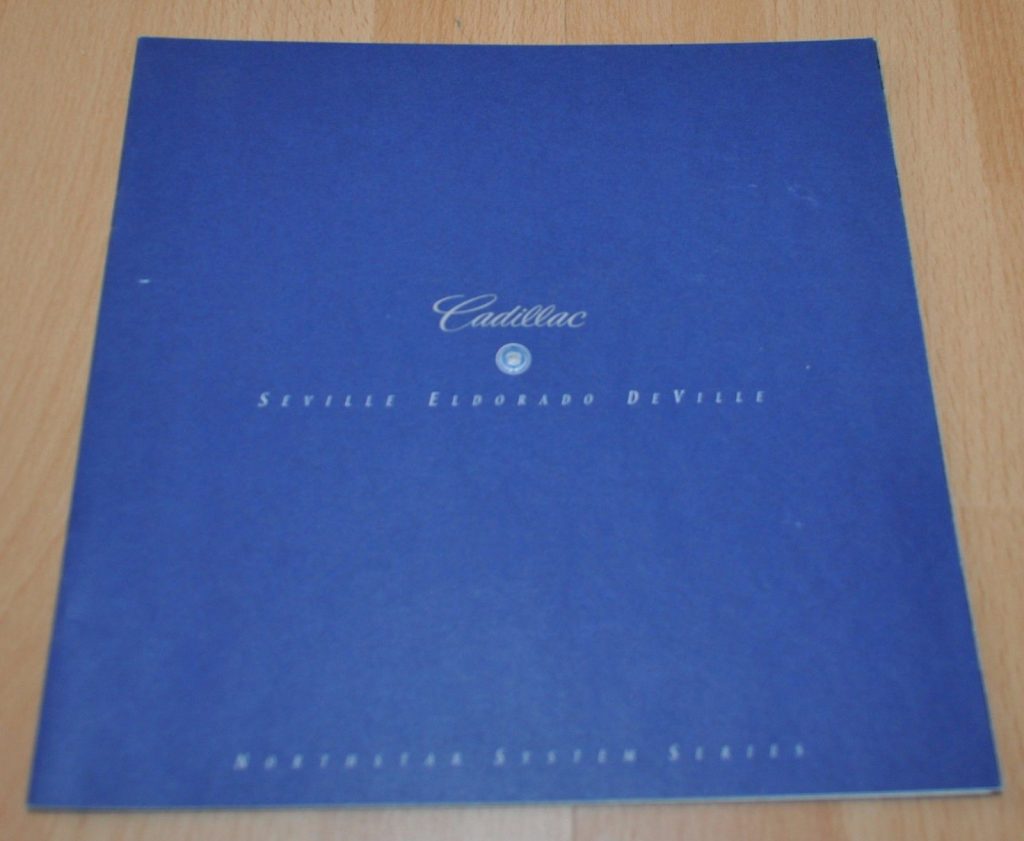 Cadillac
SEVILLE ELDORADO DEVILLE
NORTHSTAR SYSTEM SERIES